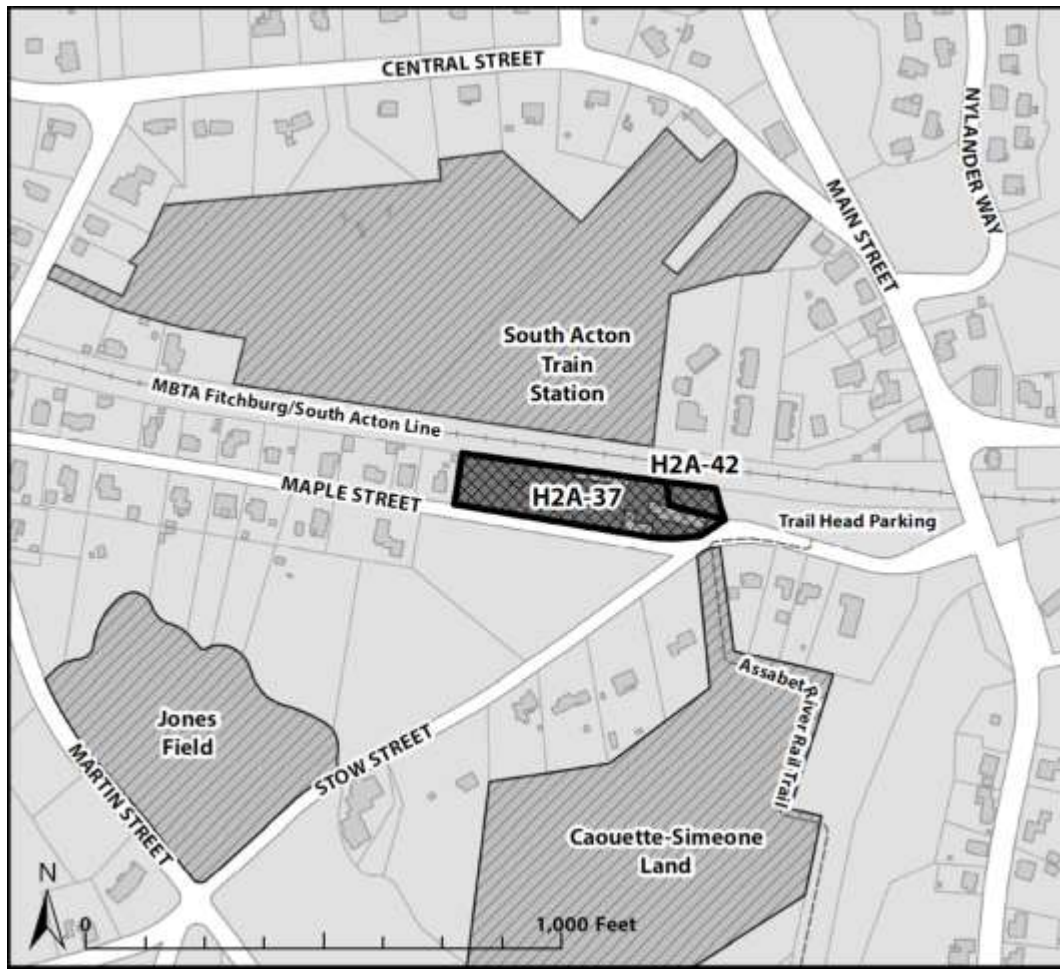 CENTRAL STREET
NYLANDER WAY
MAIN STREET
South Acton
Train
Station
MBTA Fitchburg/South Acton Line
H2A-42
H2A-37
MAPLE STREET
Trail Head Parking
Assabet River Rail Trail
Jones
Field
STOW STREET
MARTIN STREET
Caouette-Simeone
Land
N
0
1,000 Feet